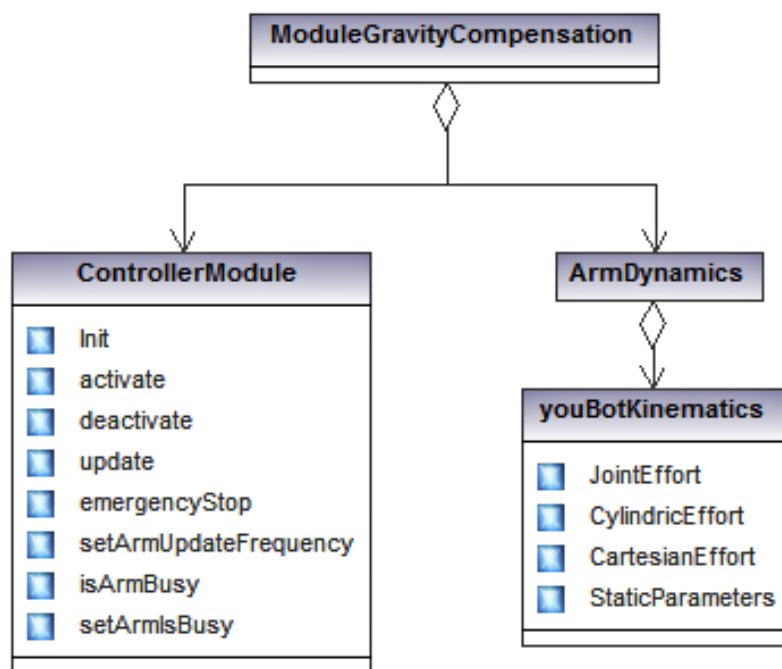 ModuleGravityCompensation
ControllerModule
Init
activate
deactivate
update
emergencyStop
setArmUpdateFrequency
isArmBusy
setArmIsBusy
ArmDynamics
youBotKinematics
JointEffort
CylindricEffort
CartesianEffort
StaticParameters